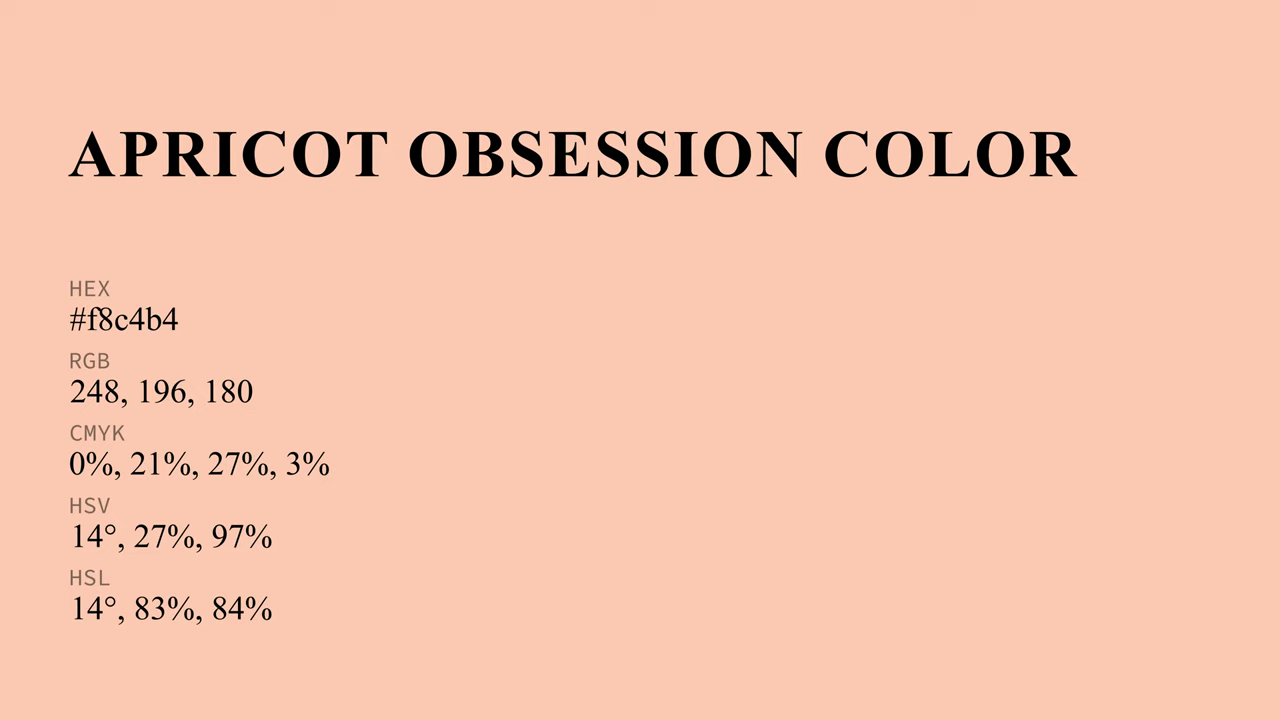 APRICOT OBSESSION COLOR
HEX
#f8c4b4
RGB
248, 196, 180
CMYK
0%, 21%, 27%, 3%
HSV
14°, 27%, 97%
HSL
14°, 83%, 84%